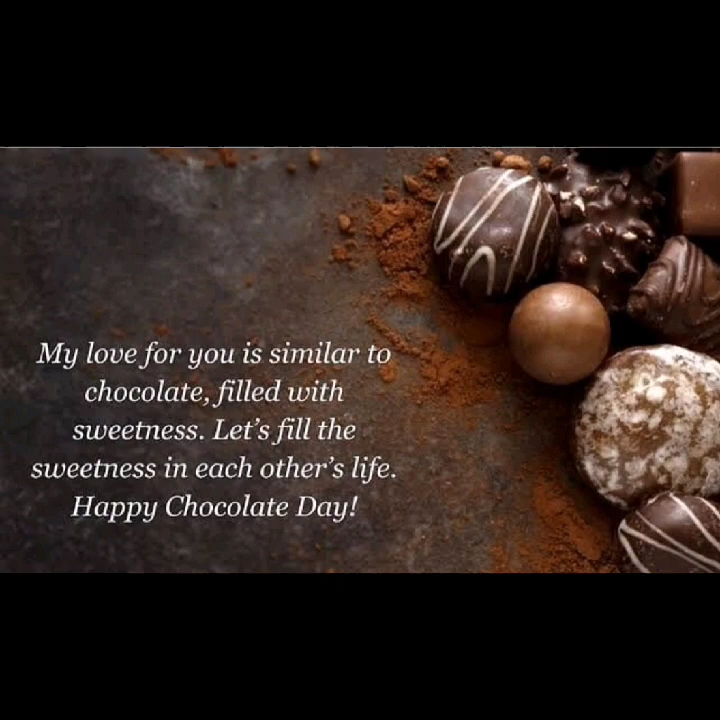 My love for you is similar to
chocolate, filled with
sweetness. Let’s fill the
sweetness in each other’s life.
Happy Chocolate Day!